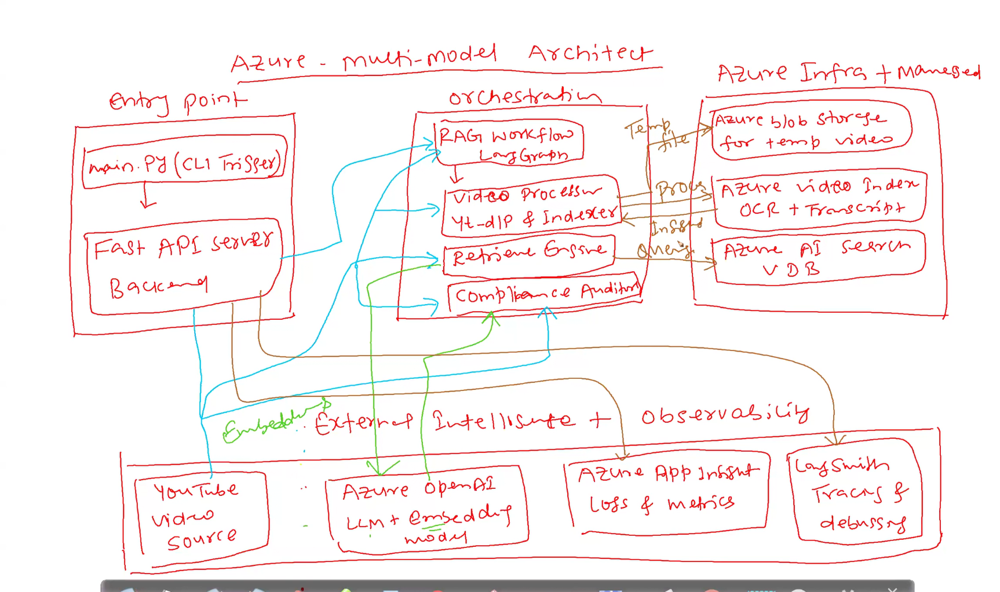 Azure - multi-model Architect
Entry point
main.PY (CLI Trigger)
Fast API server
Backend
orchestration
RAG workflow
LangGraph
Video Processor
Yt-dlP & Indexer
Retrieve Engine
Compliance Auditor
Temp
file
Query
Azure Infra + Managed
Azure blob storage
for temp video
Azure video Index
OCR + Transcript
Azure AI search
VDB
External Intelligence + observability
YouTube
video
source
Azure OpenAI
LLM + Embedding
model
Azure App Insight
Logs & metrics
LangSmith
Tracing &
debugging